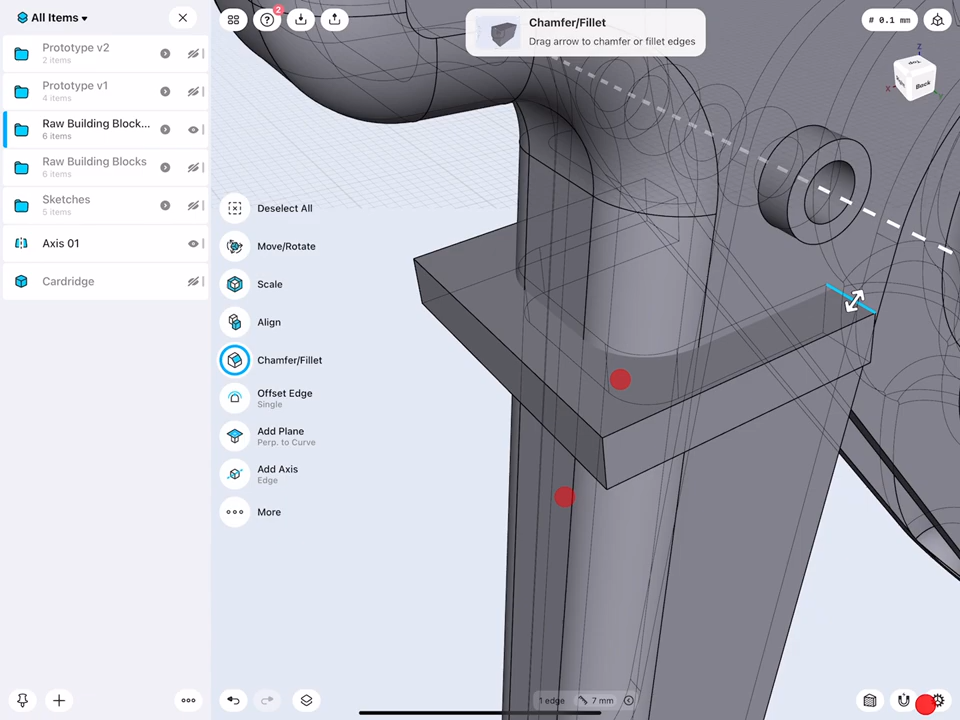 All Items ▾
Prototype v2
2 items
Prototype v1
4 items
Raw Building Block...
6 items
Raw Building Blocks
6 items
Sketches
5 items
Axis 01
Cardridge
2
Chamfer/Fillet
Drag arrow to chamfer or fillet edges
# 0.1 mm
Z
Top
Back
X
Deselect All
Move/Rotate
Scale
Align
Chamfer/Fillet
Offset Edge
Single
Add Plane
Perp. to Curve
Add Axis
Edge
More
1 edge 7 mm